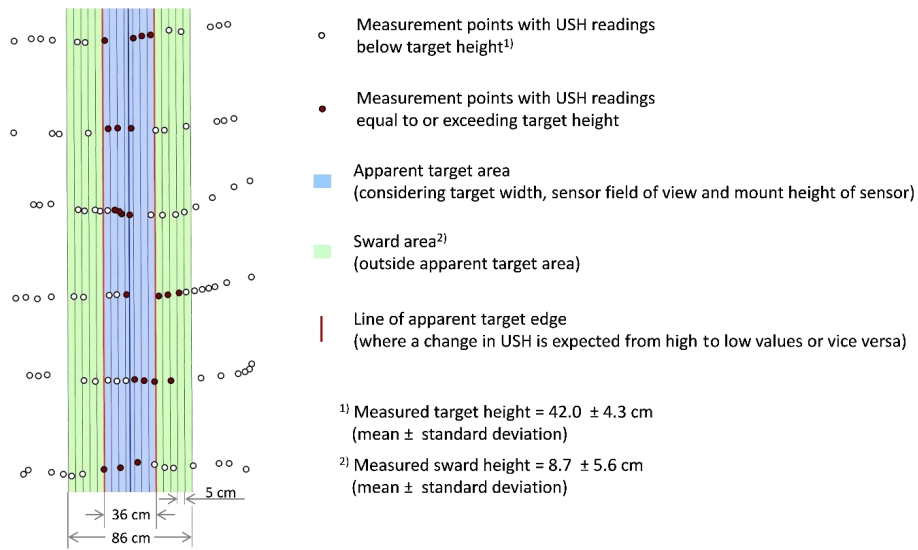 Measurement points with USH readings
below target height1)
Measurement points with USH readings
equal to or exceeding target height
Apparent target area
(considering target width, sensor field of view and mount height of sensor)
Sward area2)
(outside apparent target area)
Line of apparent target edge
(where a change in USH is expected from high to low values or vice versa)
1) Measured target height = 42.0 ± 4.3 cm
(mean ± standard deviation)
2) Measured sward height = 8.7 ± 5.6 cm
(mean ± standard deviation)
5 cm
36 cm
86 cm